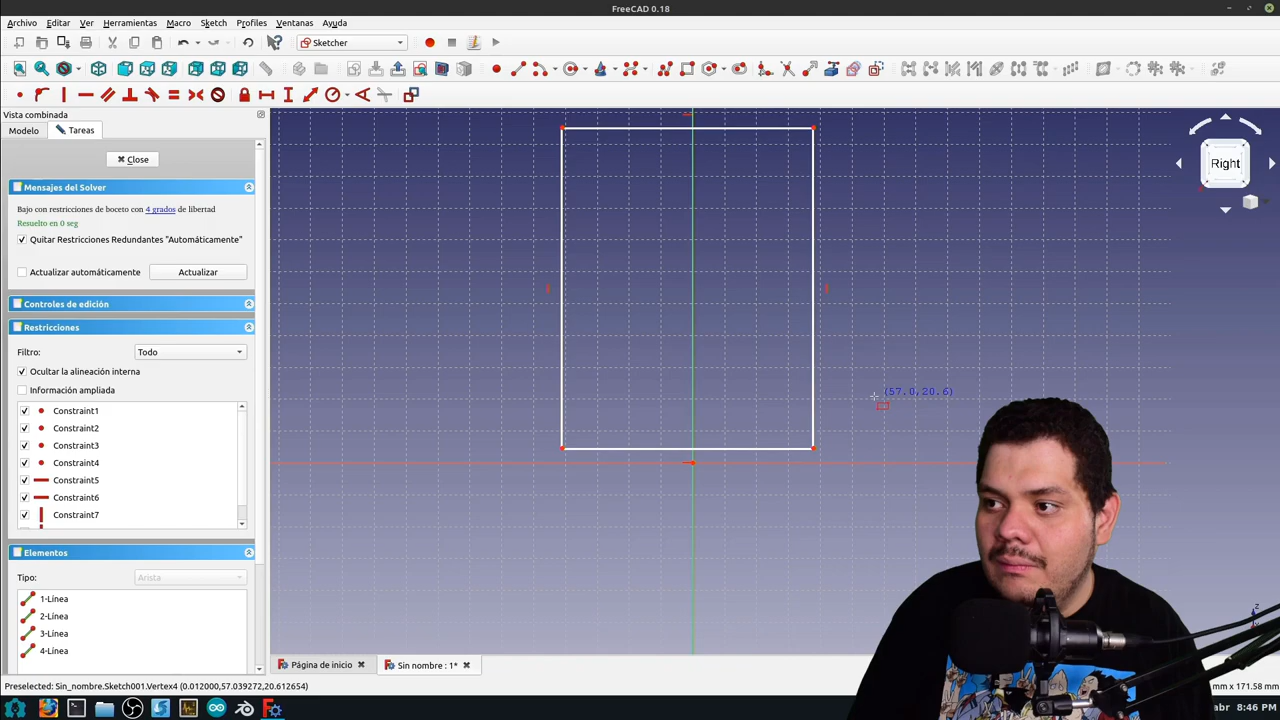 FreeCAD 0.18
Archivo Editar Ver Herramientas Macro Sketch Profiles Ventanas Ayuda
Sketcher
Vista combinada
Modelo Tareas
Close
Mensajes del Solver
Bajo con restricciones de boceto con 4 grados de libertad
Resuelto en 0 seg
Quitar Restricciones Redundantes "Automáticamente"
Actualizar automáticamente Actualizar
Controles de edición
Restricciones
Filtro: Todo
Ocultar la alineación interna
Información ampliada
Constraint1
Constraint2
Constraint3
Constraint4
Constraint5
Constraint6
Constraint7
Elementos
Tipo: Arista
1-Línea
2-Línea
3-Línea
4-Línea
Right
(57.0,20.6)
Página de inicio Sin nombre : 1*
Preselected: Sin_nombre.Sketch001.Vertex4 (0.012000,57.039272,20.612654)
mm x 171.58 mm
abr 8:46 PM